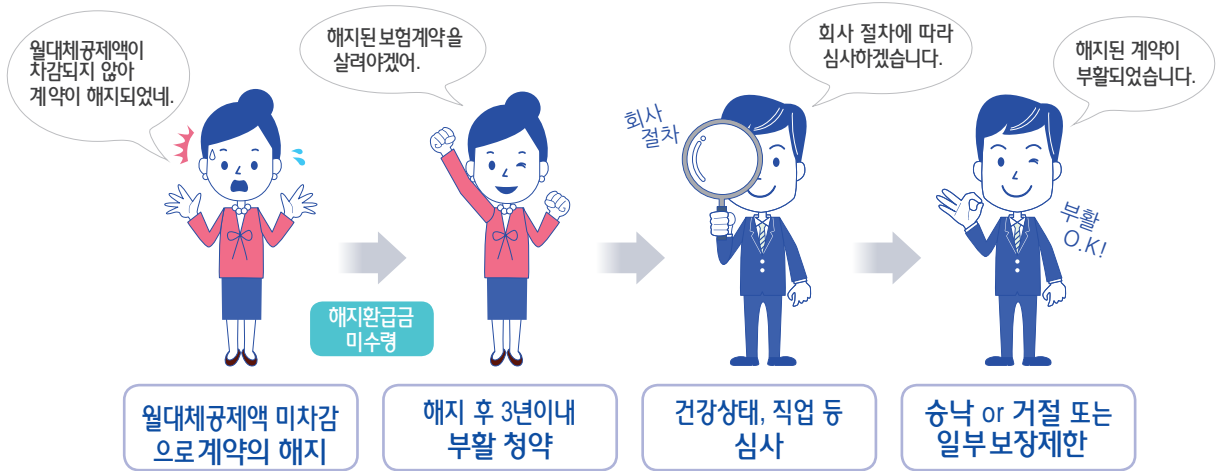 월대체공제액이
차감되지 않아
계약이 해지되었네.
해지된 보험계약을
살려야겠어.
회사 절차에 따라
심사하겠습니다.
해지된 계약이
부활되었습니다.
회사
절차
부활
O.K!
해지환급금
미수령
월대체공제액 미차감
으로 계약의 해지
해지 후 3년이내
부활 청약
건강상태, 직업 등
심사
승낙 or 거절 또는
일부 보장제한